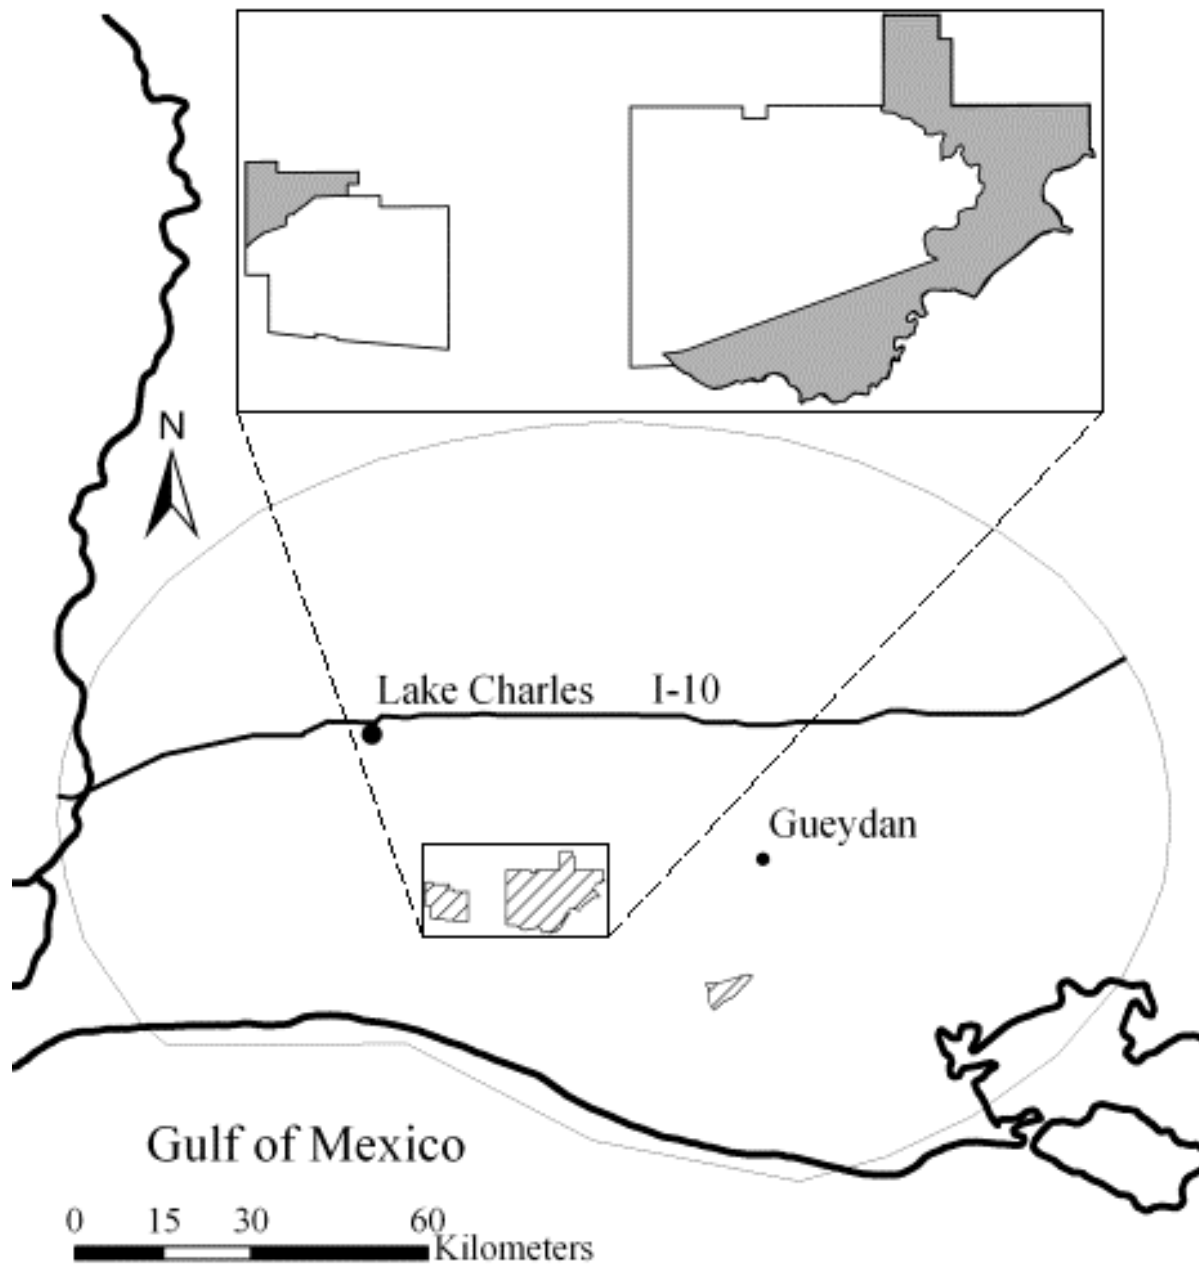 N
Lake Charles
I-10
Gueydan
Gulf of Mexico
0 15 30 60
Kilometers